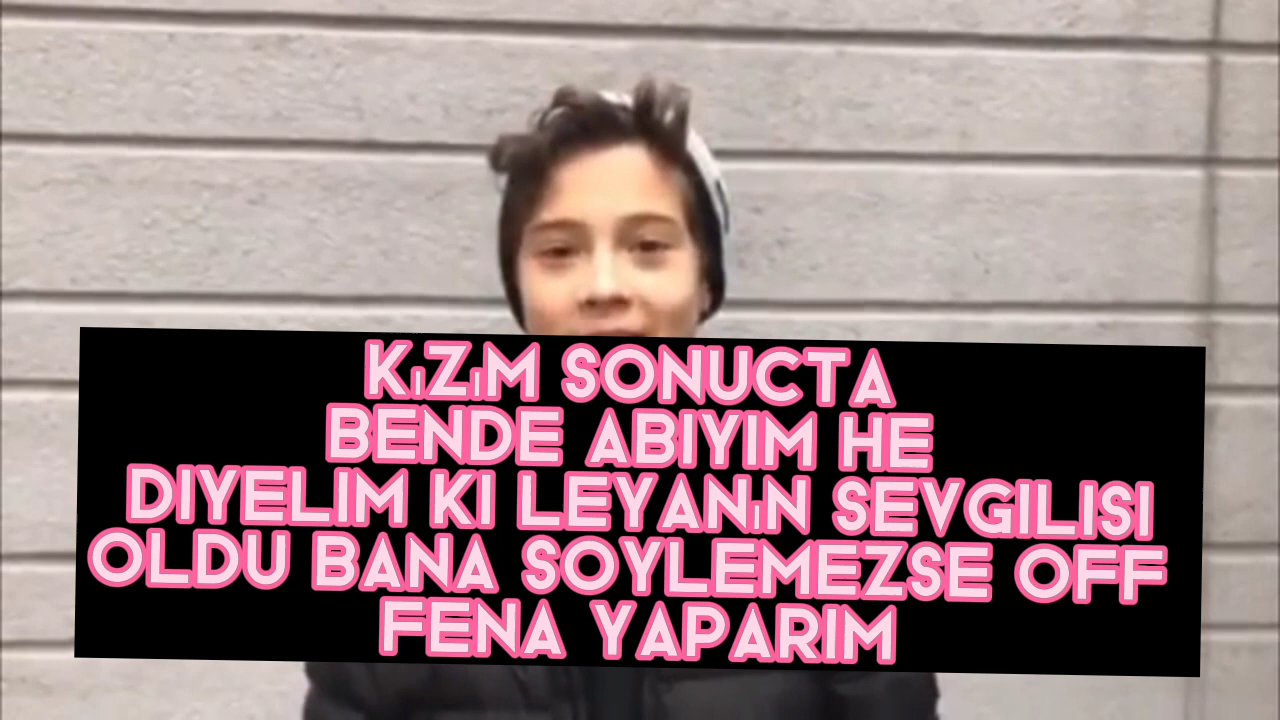 KıZıM SONUCTA
BENDE ABIYIM HE
DIYELIM KI LEYANıN SEVGILISI
OLDU BANA SOYLEMEZSE OFF
FENA YAPARIM